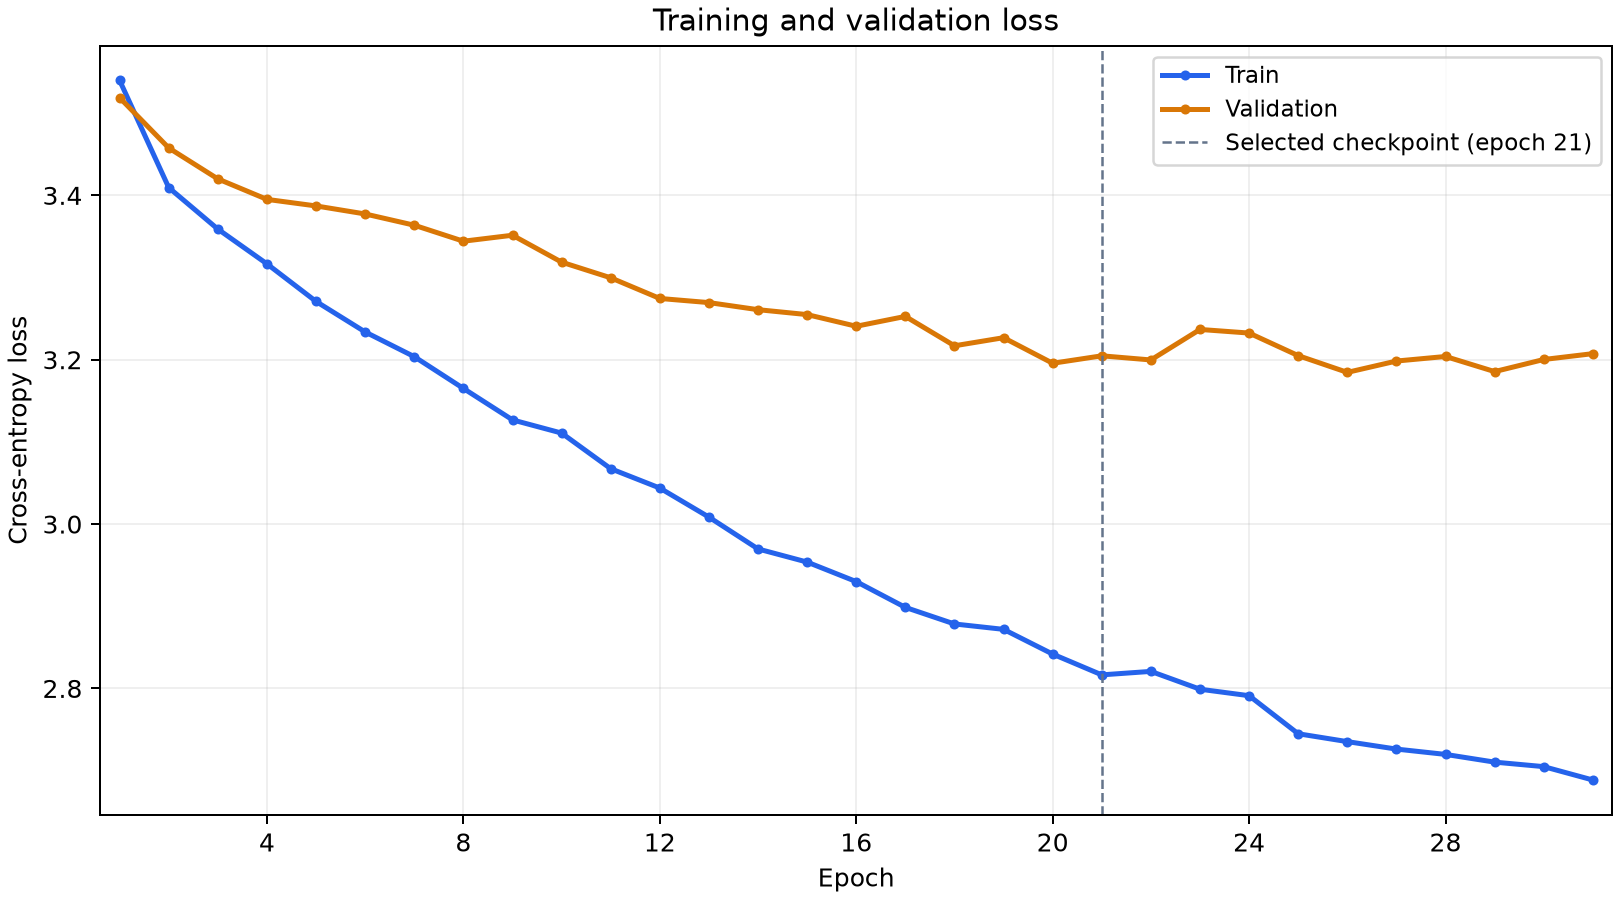 Training and validation loss
Train
Validation
Selected checkpoint (epoch 21)
Cross-entropy loss
3.4
3.2
3.0
2.8
4 8 12 16 20 24 28
Epoch